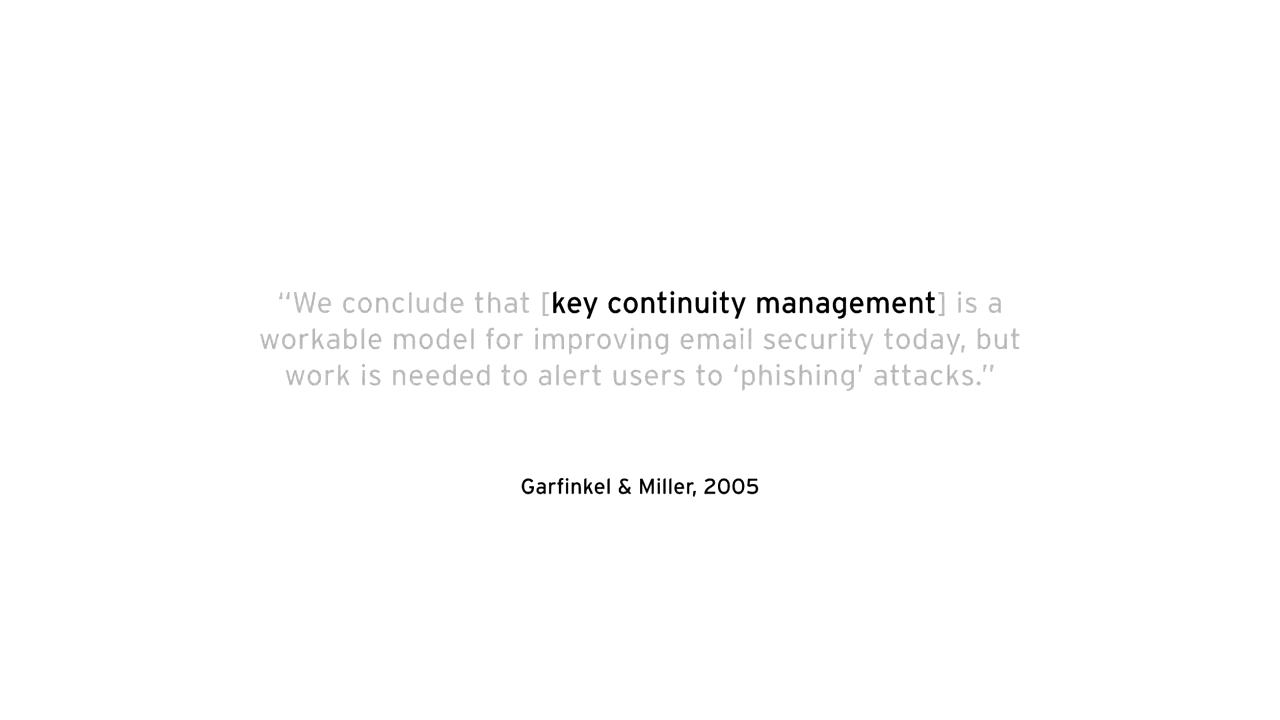 “We conclude that [key continuity management] is a
workable model for improving email security today, but
work is needed to alert users to ‘phishing’ attacks.”
Garfinkel & Miller, 2005